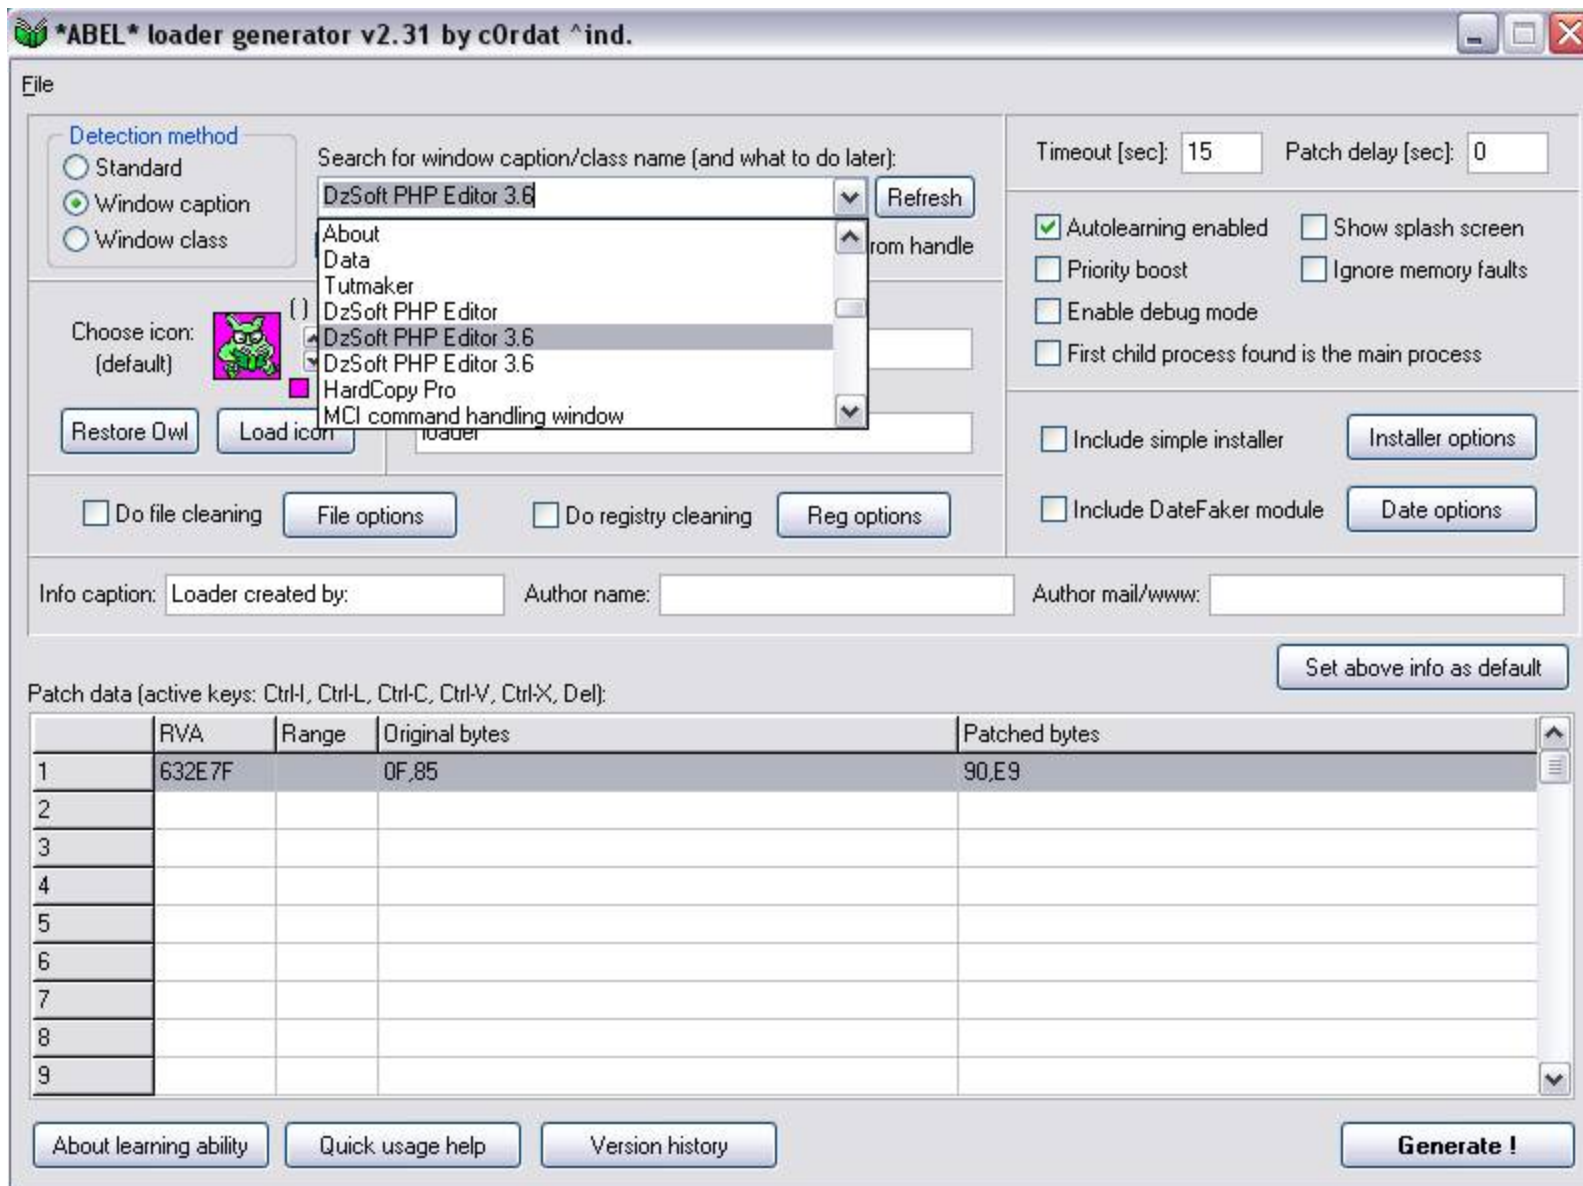 *ABEL* loader generator v2.31 by c0rdat ^ind.
File
Detection method
Standard
Window caption
Window class
Search for window caption/class name (and what to do later):
DzSoft PHP Editor 3.6
Refresh
About
Data
Tutmaker
DzSoft PHP Editor
DzSoft PHP Editor 3.6
DzSoft PHP Editor 3.6
HardCopy Pro
MCI command handling window
rom handle
Choose icon:
(default)
()
Restore Owl
Load icon
loader
Do file cleaning
File options
Do registry cleaning
Reg options
Timeout [sec]: 15
Patch delay [sec]: 0
Autolearning enabled
Show splash screen
Priority boost
Ignore memory faults
Enable debug mode
First child process found is the main process
Include simple installer
Installer options
Include DateFaker module
Date options
Info caption: Loader created by:
Author name:
Author mail/www:
Set above info as default
Patch data (active keys: Ctrl-I, Ctrl-L, Ctrl-C, Ctrl-V, Ctrl-X, Del):
RVA Range Original bytes Patched bytes
1 632E7F 0F,85 90,E9
2
3
4
5
6
7
8
9
About learning ability
Quick usage help
Version history
Generate !